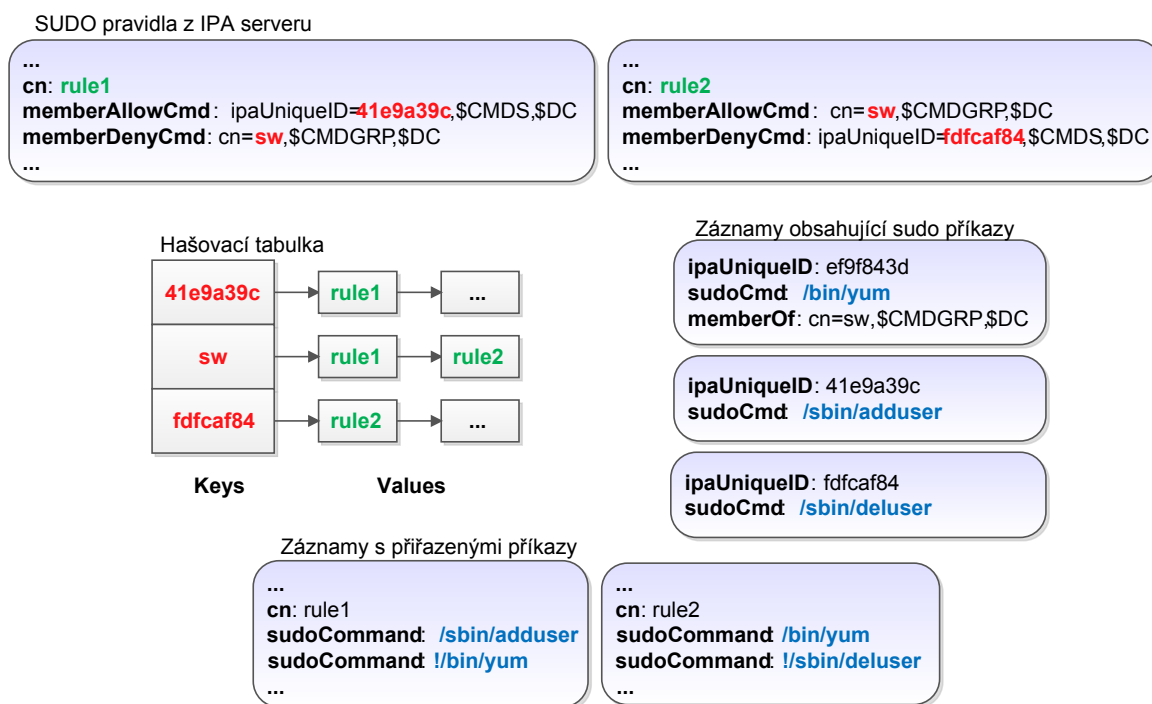 SUDO pravidla z IPA serveru
...
cn: rule1
memberAllowCmd: ipaUniqueID=41e9a39c,$CMDS,$DC
memberDenyCmd: cn=sw,$CMDGRP,$DC
...
...
cn: rule2
memberAllowCmd: cn=sw,$CMDGRP,$DC
memberDenyCmd: ipaUniqueID=fdfcaf84,$CMDS,$DC
...
Hašovací tabulka
41e9a39c rule1 ...
sw rule1 rule2
fdfcaf84 rule2 ...
Keys Values
Záznamy obsahující sudo příkazy
ipaUniqueID: ef9f843d
sudoCmd: /bin/yum
memberOf: cn=sw,$CMDGRP,$DC
ipaUniqueID: 41e9a39c
sudoCmd: /sbin/adduser
ipaUniqueID: fdfcaf84
sudoCmd: /sbin/deluser
Záznamy s přiřazenými příkazy
...
cn: rule1
sudoCommand: /sbin/adduser
sudoCommand: !/bin/yum
...
...
cn: rule2
sudoCommand: /bin/yum
sudoCommand: !/sbin/deluser
...